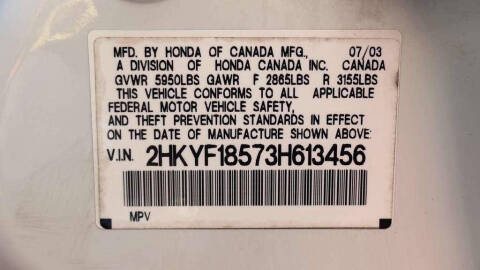 MFD. BY HONDA OF CANADA MFG., 07/03
A DIVISION OF HONDA CANADA INC. CANADA
GVWR 5950LBS GAWR F 2865LBS R 3155LBS
THIS VEHICLE CONFORMS TO ALL APPLICABLE
FEDERAL MOTOR VEHICLE SAFETY,
AND THEFT PREVENTION STANDARDS IN EFFECT
ON THE DATE OF MANUFACTURE SHOWN ABOVE:
V.I.N. 2HKYF18573H613456
MPV